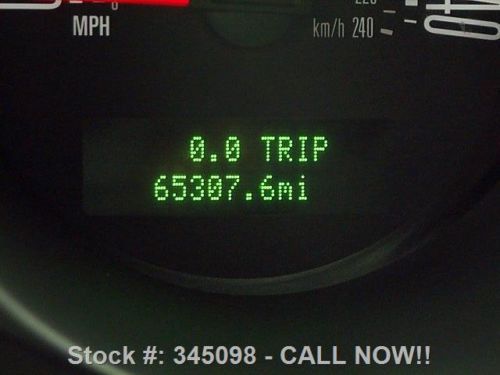 MPH
km/h 240
0.0 TRIP
65307.6mi
Stock #: 345098 - CALL NOW!!